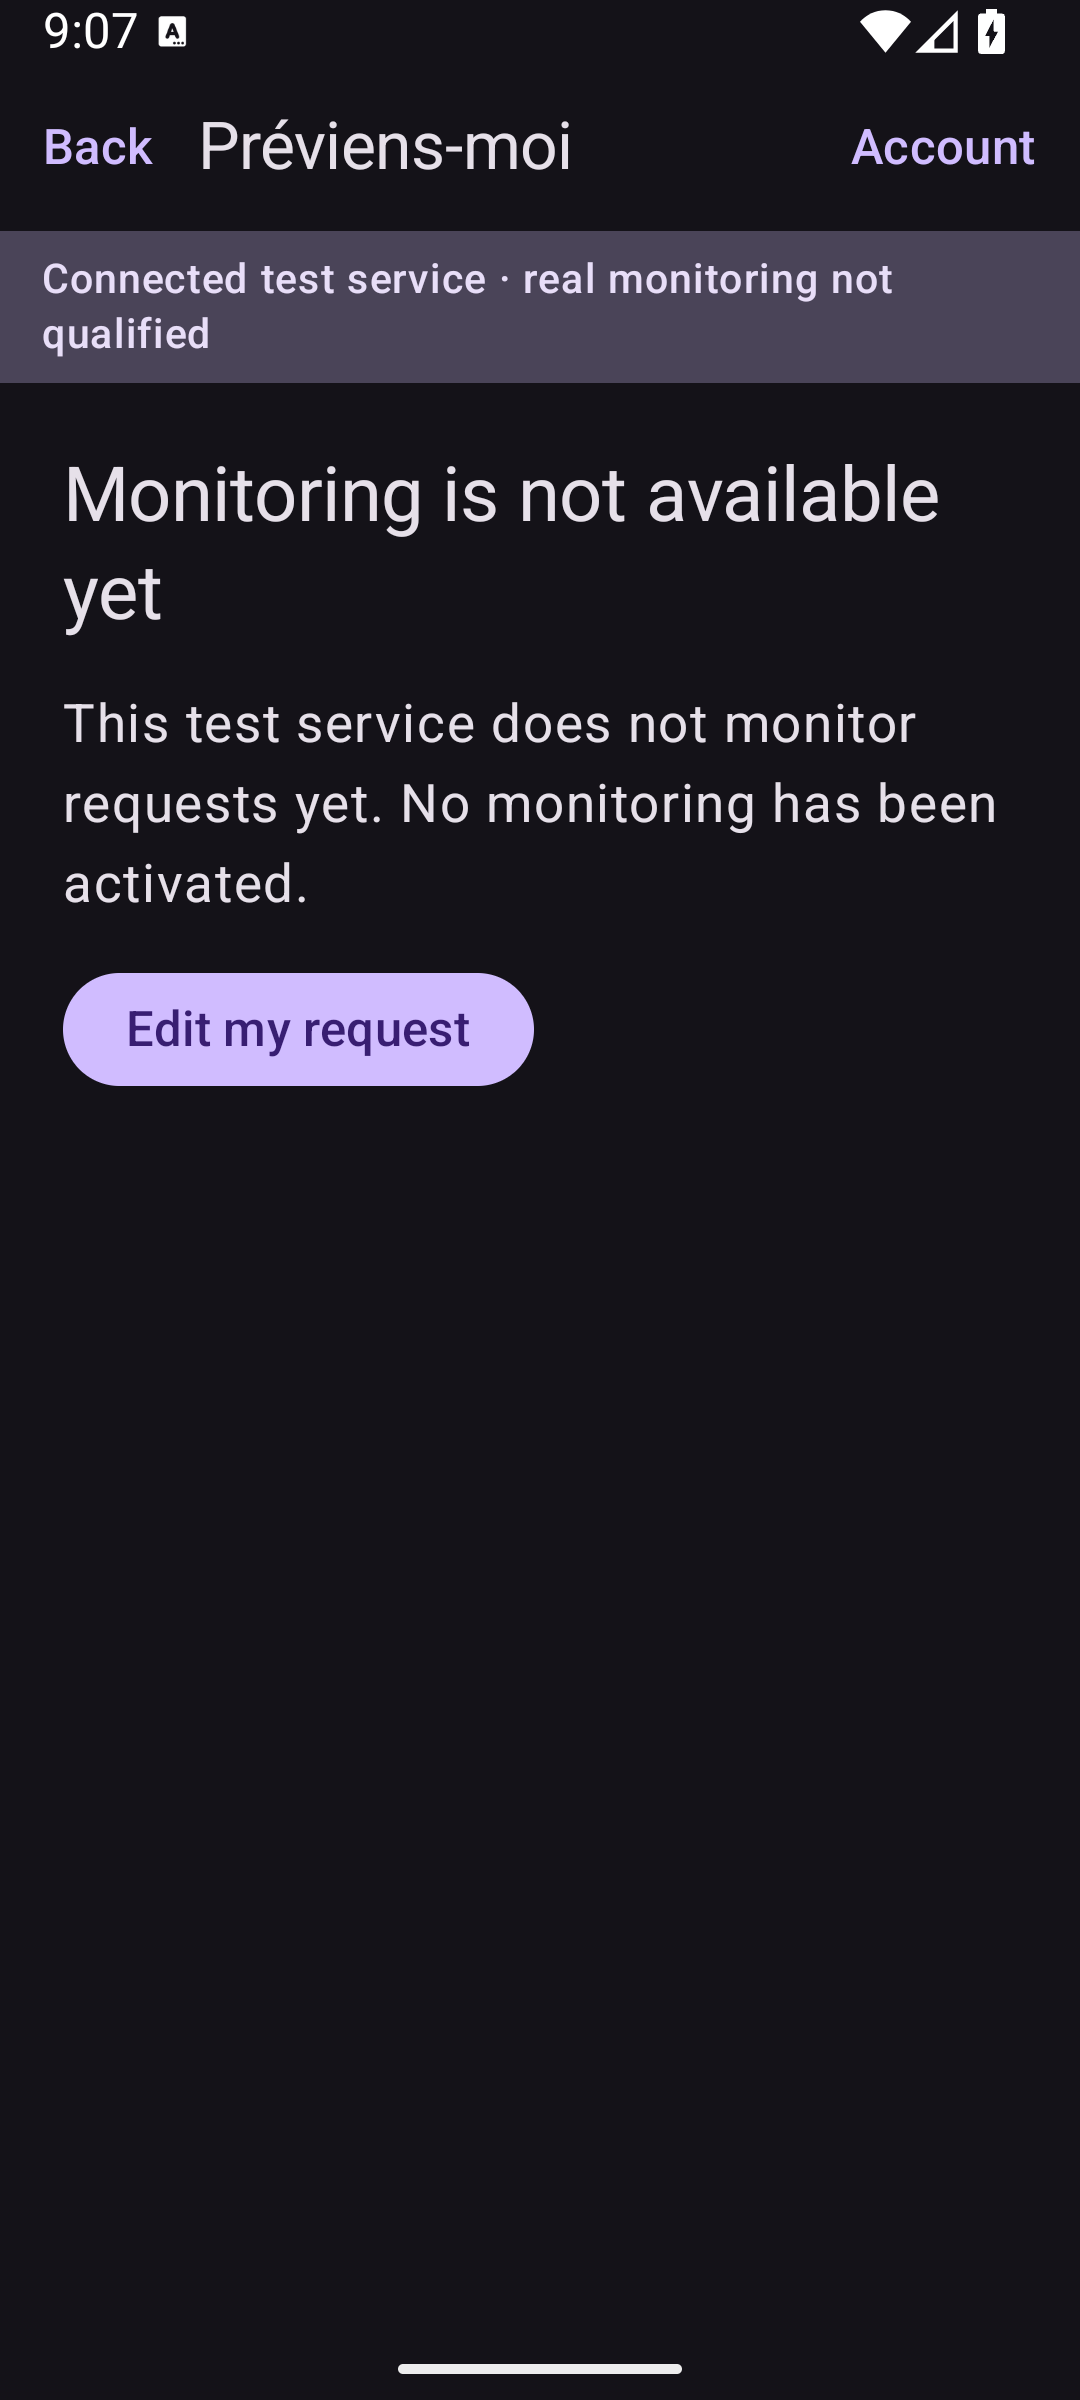 9:07
Back Préviens-moi Account
Connected test service · real monitoring not
qualified
Monitoring is not available
yet
This test service does not monitor
requests yet. No monitoring has been
activated.
Edit my request